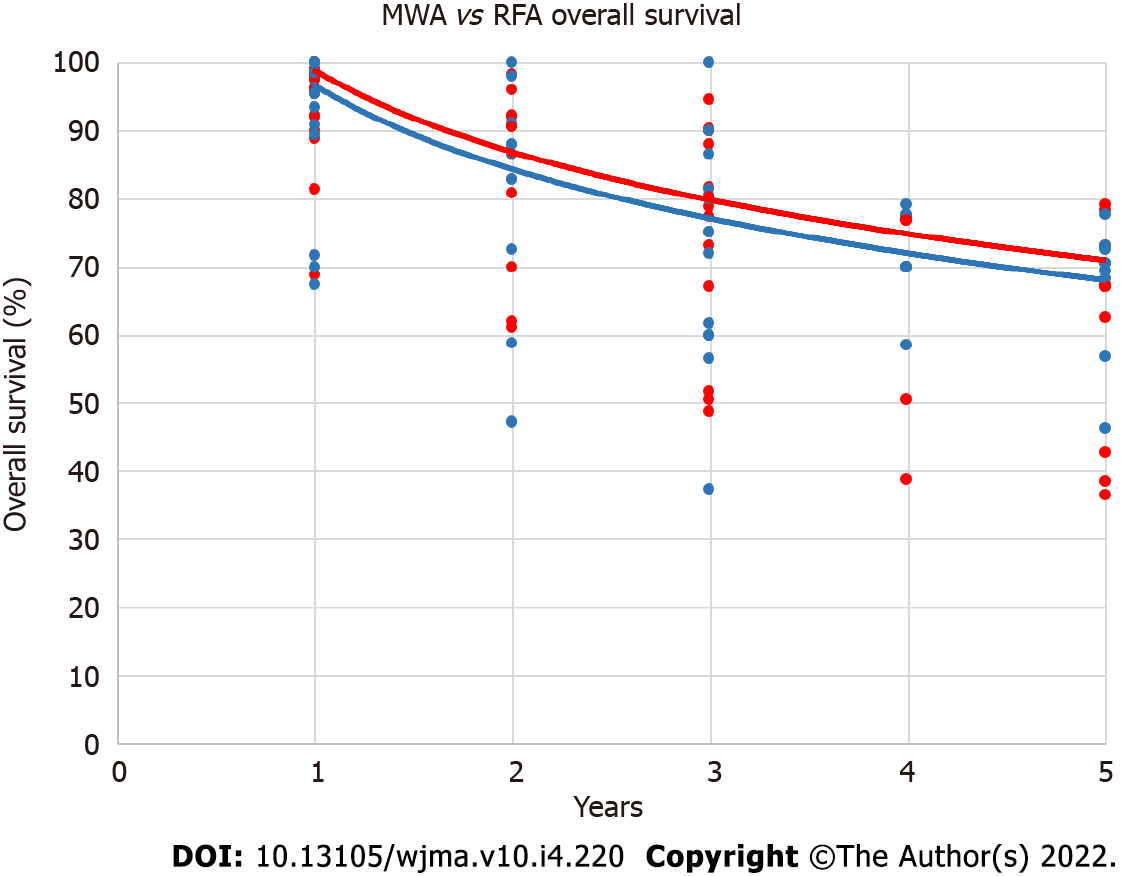 MWA vs RFA overall survival
100
90
80
70
60
50
40
30
20
10
0
Overall survival (%)
0 1 2 3 4 5
Years
DOI: 10.13105/wjma.v10.i4.220 Copyright ©The Author(s) 2022.